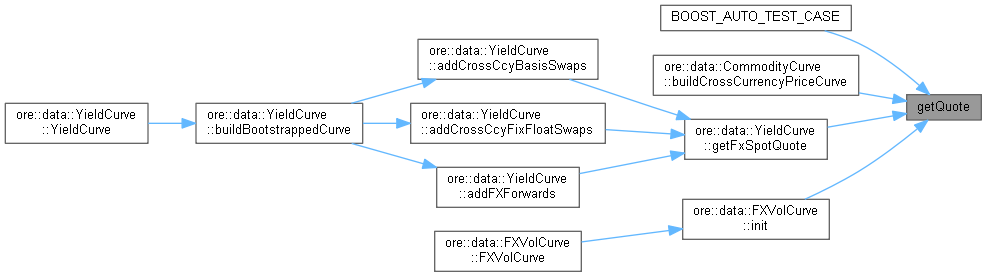 BOOST_AUTO_TEST_CASE
ore::data::YieldCurve
::addCrossCcyBasisSwaps
ore::data::CommodityCurve
::buildCrossCurrencyPriceCurve
ore::data::YieldCurve
::YieldCurve
ore::data::YieldCurve
::buildBootstrappedCurve
ore::data::YieldCurve
::addCrossCcyFixFloatSwaps
getQuote
ore::data::YieldCurve
::getFxSpotQuote
ore::data::YieldCurve
::addFXForwards
ore::data::FXVolCurve
::init
ore::data::FXVolCurve
::FXVolCurve